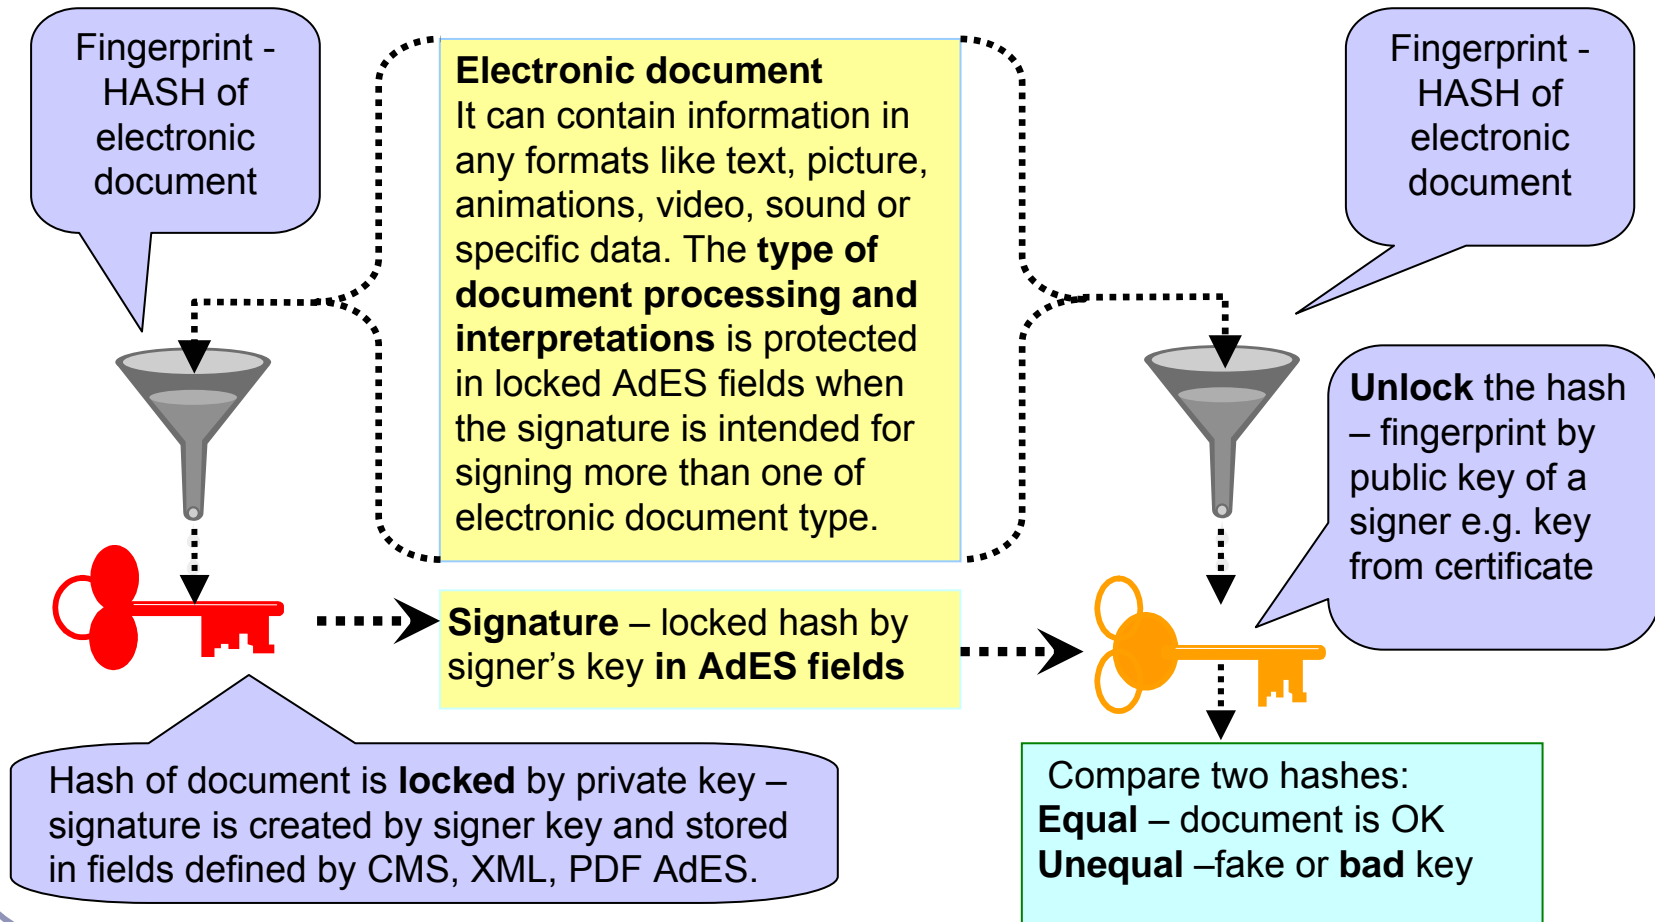 Fingerprint -
HASH of
electronic
document
Electronic document
It can contain information in
any formats like text, picture,
animations, video, sound or
specific data. The type of
document processing and
interpretations is protected
in locked AdES fields when
the signature is intended for
signing more than one of
electronic document type.
Fingerprint -
HASH of
electronic
document
Unlock the hash
– fingerprint by
public key of a
signer e.g. key
from certificate
Signature – locked hash by
signer’s key in AdES fields
Hash of document is locked by private key –
signature is created by signer key and stored
in fields defined by CMS, XML, PDF AdES.
Compare two hashes:
Equal – document is OK
Unequal –fake or bad key